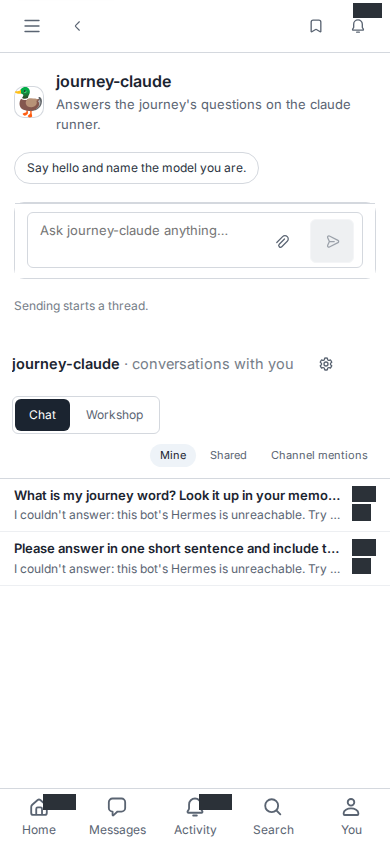 journey-claude
Answers the journey's questions on the claude
runner.
Say hello and name the model you are.
Ask journey-claude anything...
Sending starts a thread.
journey-claude · conversations with you
Chat Workshop
Mine Shared Channel mentions
What is my journey word? Look it up in your memo...
I couldn't answer: this bot's Hermes is unreachable. Try ...
Please answer in one short sentence and include t...
I couldn't answer: this bot's Hermes is unreachable. Try ...
Home Messages Activity Search You